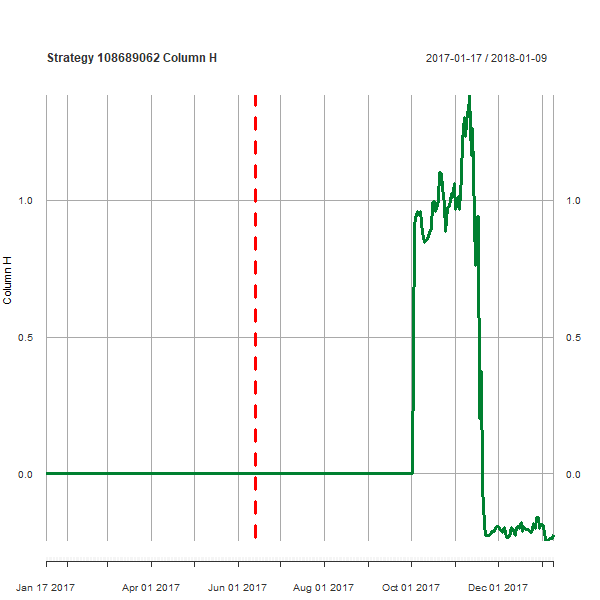 Strategy 108689062 Column H 2017-01-17 / 2018-01-09
1.0 1.0
Column H
0.5 0.5
0.0 0.0
Jan 17 2017 Apr 01 2017 Jun 01 2017 Aug 01 2017 Oct 01 2017 Dec 01 2017